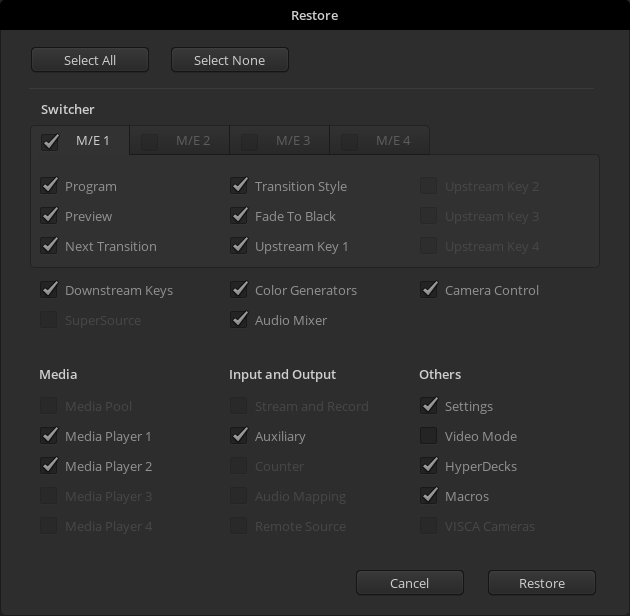 Restore
Select All Select None
Switcher
M/E 1 M/E 2 M/E 3 M/E 4
Program Transition Style Upstream Key 2
Preview Fade To Black Upstream Key 3
Next Transition Upstream Key 1 Upstream Key 4
Downstream Keys Color Generators Camera Control
SuperSource Audio Mixer
Media Input and Output Others
Media Pool Stream and Record Settings
Media Player 1 Auxiliary Video Mode
Media Player 2 Counter HyperDecks
Media Player 3 Audio Mapping Macros
Media Player 4 Remote Source VISCA Cameras
Cancel Restore